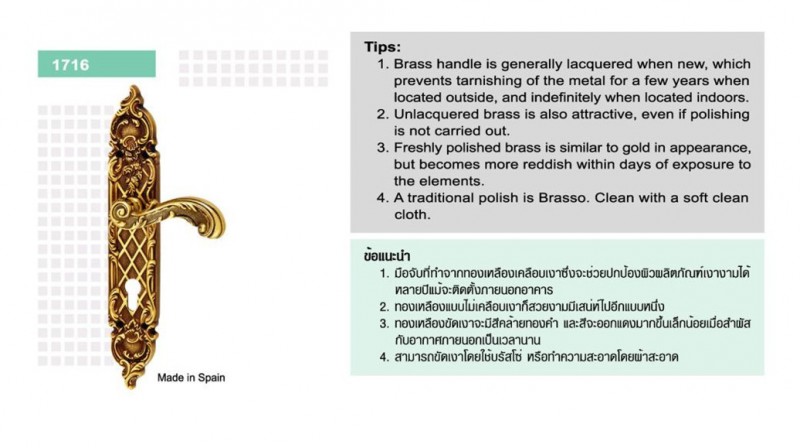 1716
Made in Spain
Tips:
1. Brass handle is generally lacquered when new, which
prevents tarnishing of the metal for a few years when
located outside, and indefinitely when located indoors.
2. Unlacquered brass is also attractive, even if polishing
is not carried out.
3. Freshly polished brass is similar to gold in appearance,
but becomes more reddish within days of exposure to
the elements.
4. A traditional polish is Brasso. Clean with a soft clean
cloth.
ข้อแนะนำ
1. มือจับที่ทำจากทองเหลืองเคลือบเงาซึ่งจะช่วยปกป้องผิวผลิตภัณฑ์เงางามได้
หลายปีแม้จะติดตั้งภายนอกอาคาร
2. ทองเหลืองแบบไม่เคลือบเงาก็สวยงามมีเสน่ห์ไปอีกแบบหนึ่ง
3. ทองเหลืองขัดเงาจะมีสีคล้ายทองคำ และสีจะออกแดงมากขึ้นเล็กน้อยเมื่อสำผัส
กับอากาศภายนอกเป็นเวลานาน
4. สามารถขัดเงาโดยใช้บรัสโซ่ หรือทำความสะอาดโดยผ้าสะอาด